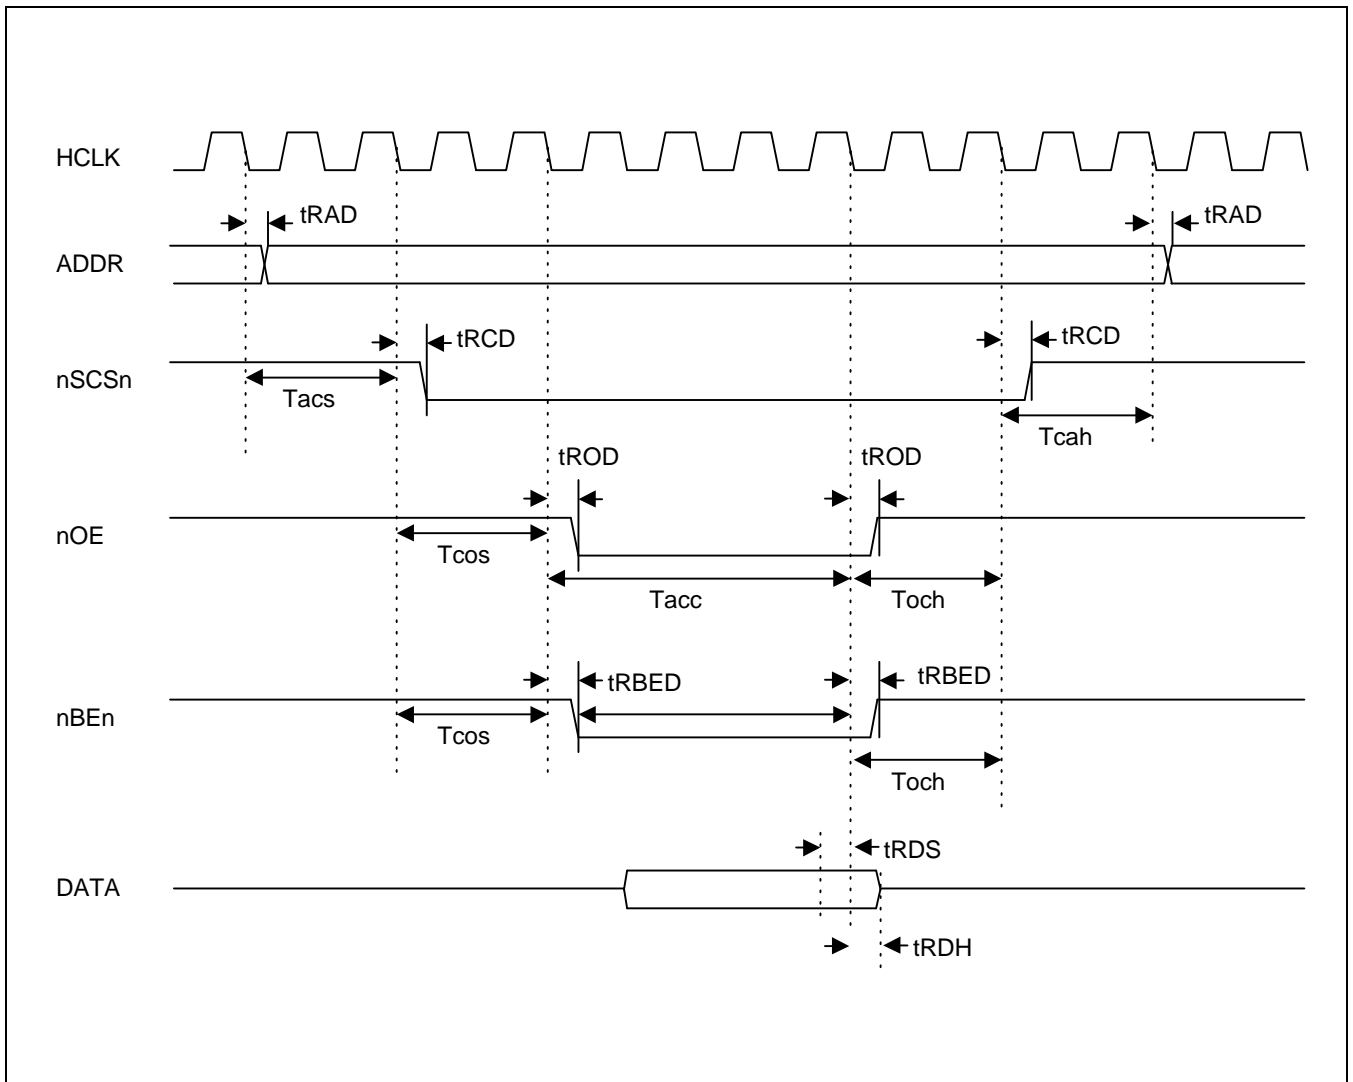 HCLK
tRAD
tRAD
ADDR
tRCD
tRCD
nSCSn
Tacs
Tcah
tROD
tROD
nOE
Tcos
Tacc
Toch
tRBED
tRBED
nBEn
Tcos
Toch
tRDS
DATA
tRDH